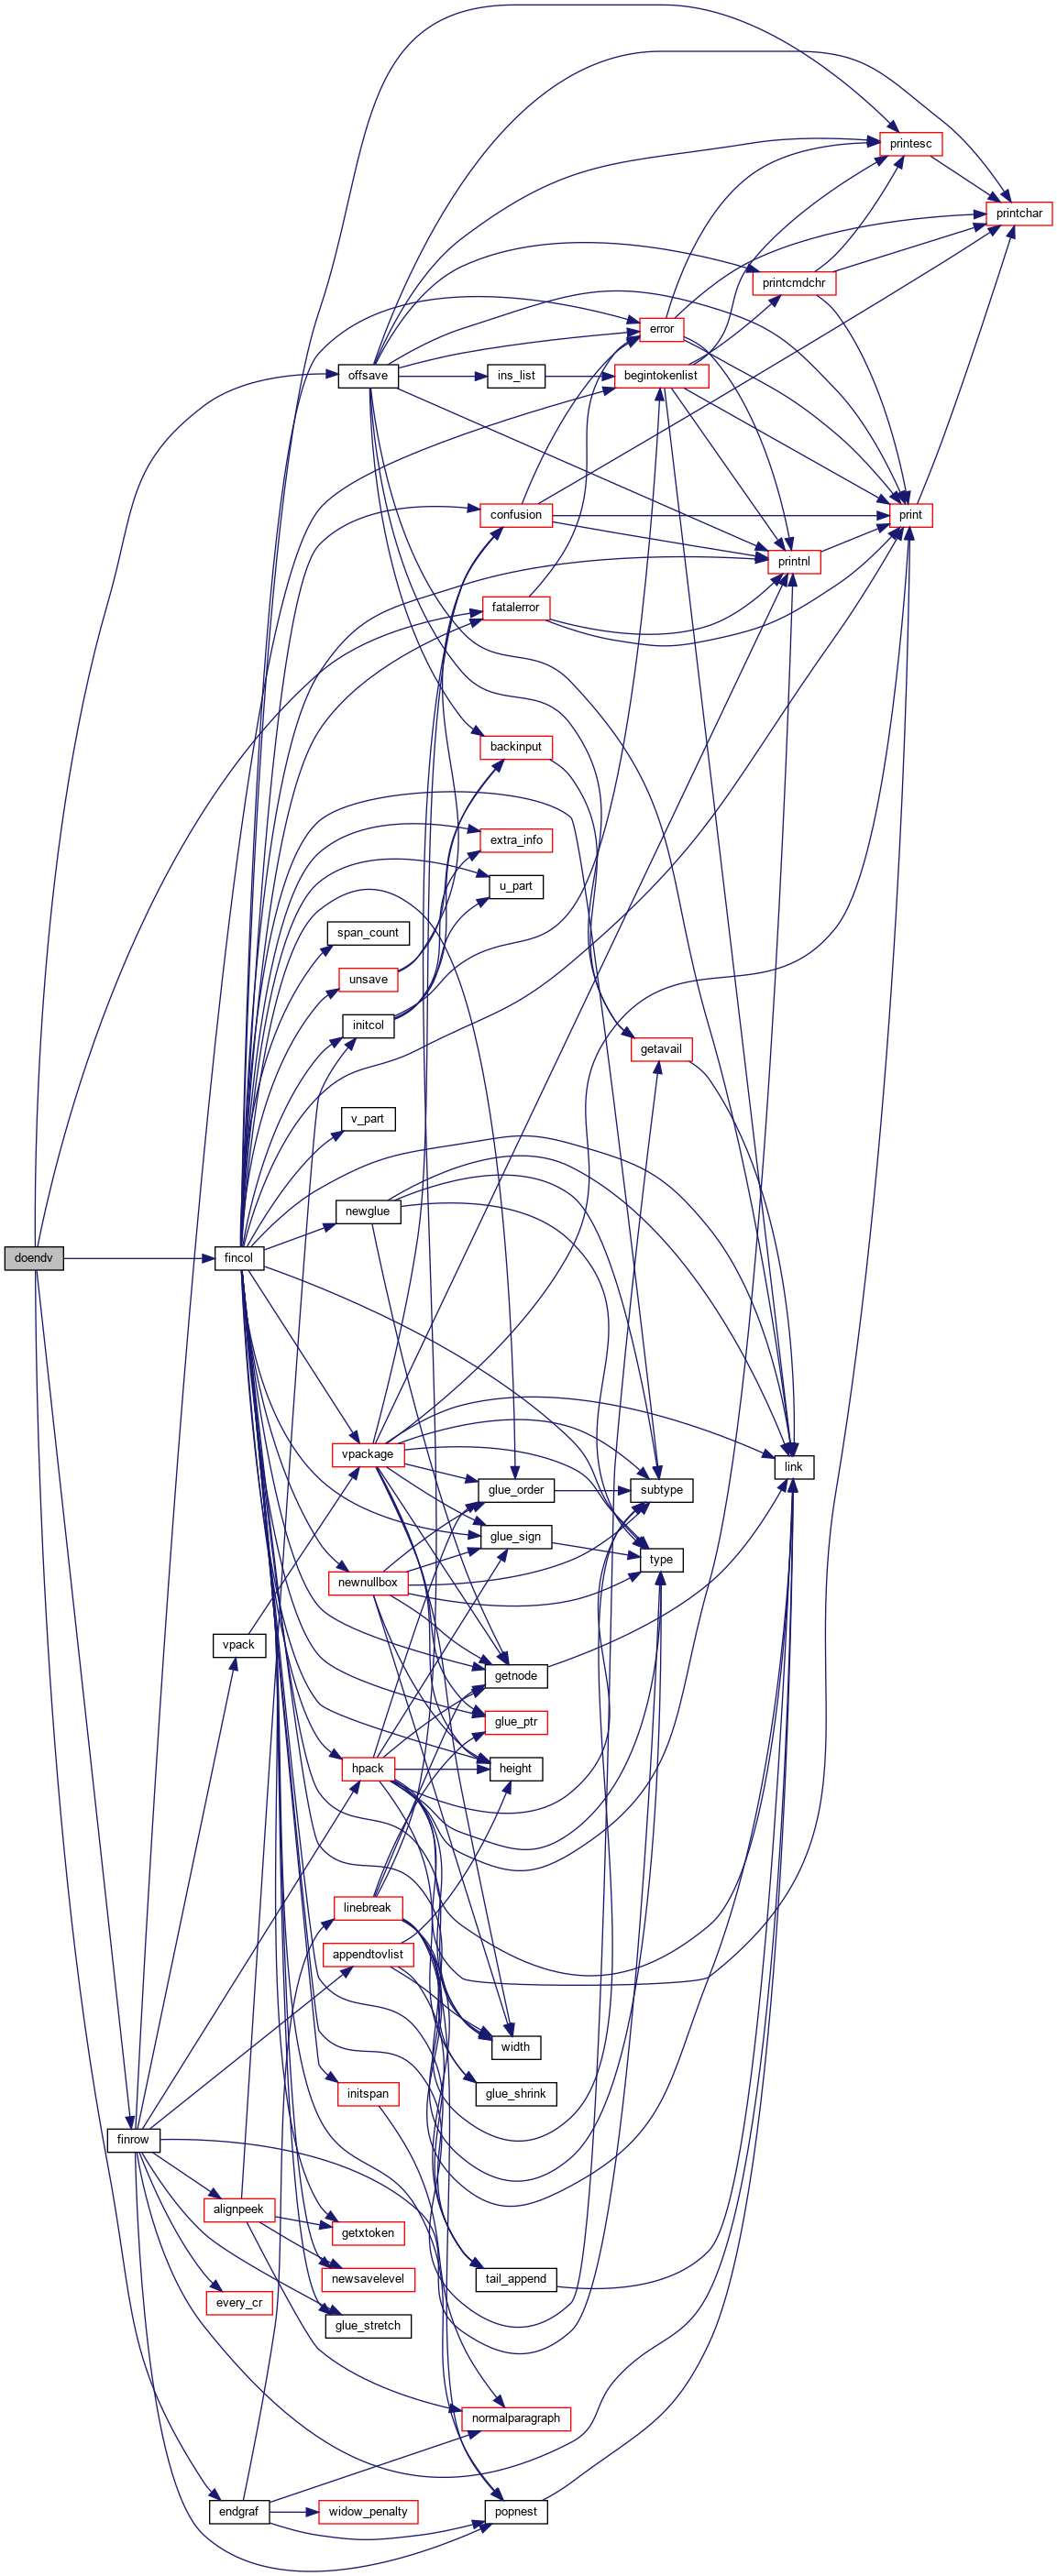 printesc
printchar
printcmdchr
error
offsave
ins_list
begintokenlist
confusion
print
printnl
fatalerror
backinput
extra_info
u_part
span_count
unsave
initcol
getavail
v_part
newglue
doendv
fincol
vpackage
link
glue_order
subtype
glue_sign
type
newnullbox
vpack
getnode
glue_ptr
hpack
height
linebreak
appendtovlist
width
initspan
glue_shrink
finrow
alignpeek
getxtoken
newsavelevel
tail_append
every_cr
glue_stretch
normalparagraph
endgraf
widow_penalty
popnest